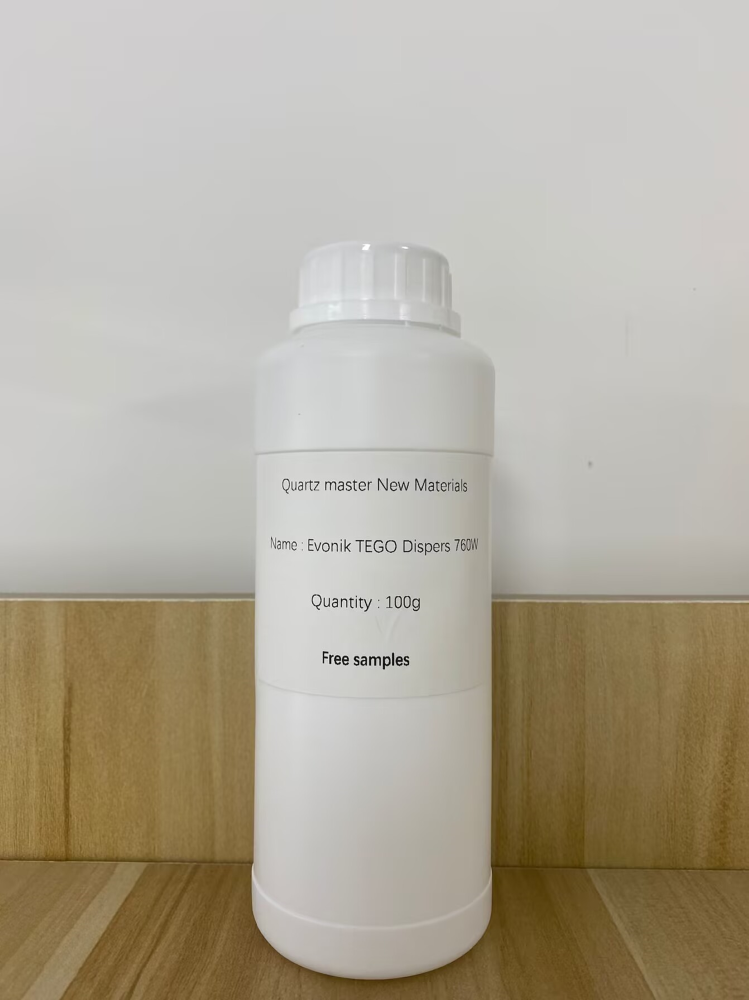 Quartz master New Materials
Name : Evonik TEGO Dispers 760W
Quantity : 100g
Free samples